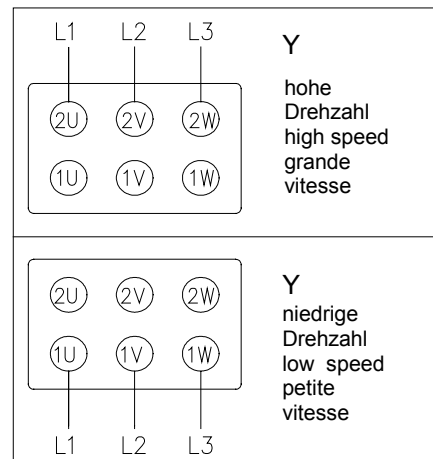 L1 L2 L3
Y
hohe
Drehzahl
high speed
grande
vitesse
2U 2V 2W
1U 1V 1W
2U 2V 2W
1U 1V 1W
Y
niedrige
Drehzahl
low speed
petite
vitesse
L1 L2 L3